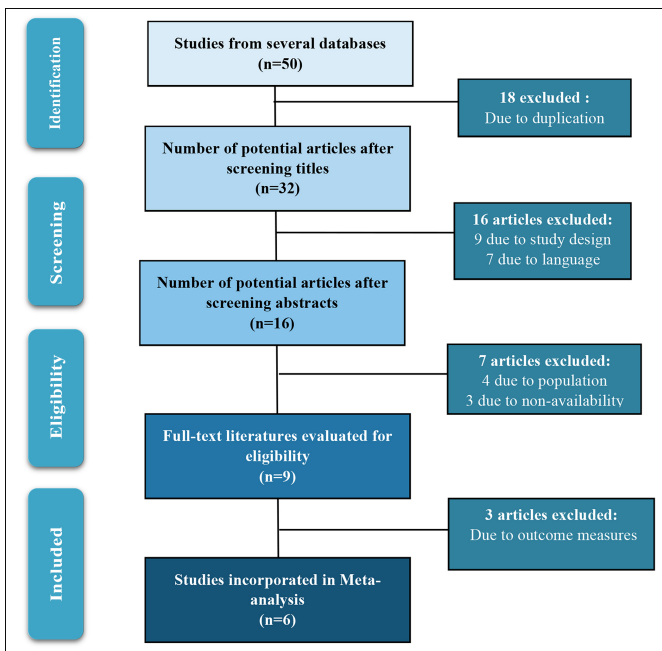 Identification
Studies from several databases
(n=50)
18 excluded :
Due to duplication
Number of potential articles after
screening titles
(n=32)
Screening
16 articles excluded:
9 due to study design
7 due to language
Number of potential articles after
screening abstracts
(n=16)
Eligibility
7 articles excluded:
4 due to population
3 due to non-availability
Full-text literatures evaluated for
eligibility
(n=9)
Included
3 articles excluded:
Due to outcome measures
Studies incorporated in Meta-
analysis
(n=6)